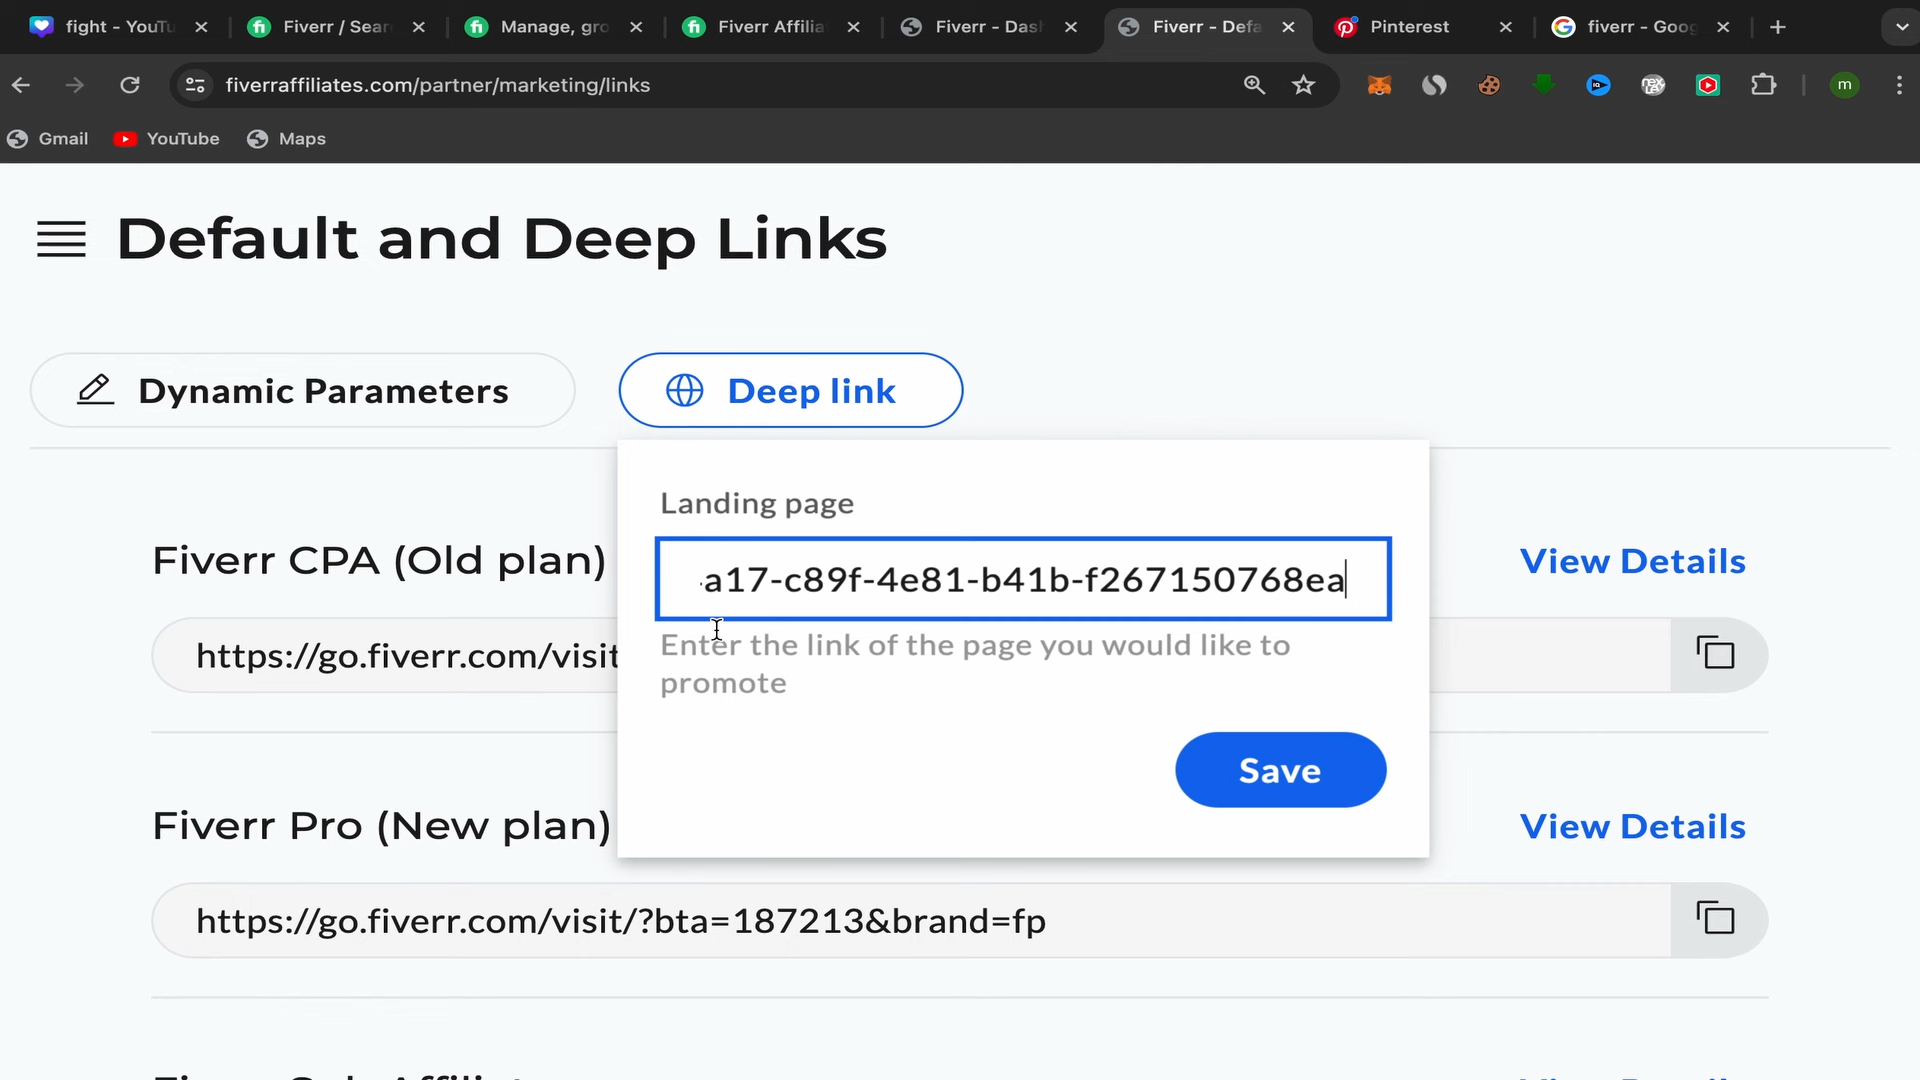 fight - YouTu
Fiverr / Sear
Manage, gro
Fiverr Affilia
Fiverr - Dash
Fiverr - Defa
Pinterest
fiverr - Goog
fiverraffiliates.com/partner/marketing/links
m
Gmail
YouTube
Maps
Default and Deep Links
Dynamic Parameters
Deep link
Landing page
Fiverr CPA (Old plan)
View Details
-a17-c89f-4e81-b41b-f267150768ea
https://go.fiverr.com/visit
Enter the link of the page you would like to
promote
Save
Fiverr Pro (New plan)
View Details
https://go.fiverr.com/visit/?bta=187213&brand=fp